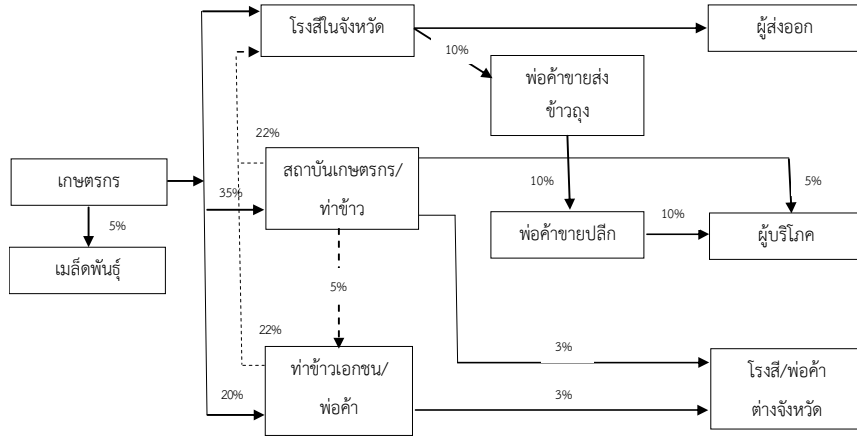 โรงสีในจังหวัด
ผู้ส่งออก
10%
พ่อค้าขายส่ง
ข้าวถุง
22%
สถาบันเกษตรกร/
ท่าข้าว
เกษตรกร
35%
10%
5%
5%
พ่อค้าขายปลีก
10%
ผู้บริโภค
เมล็ดพันธุ์
5%
22%
ท่าข้าวเอกชน/
พ่อค้า
3%
โรงสี/พ่อค้า
ต่างจังหวัด
20%
3%